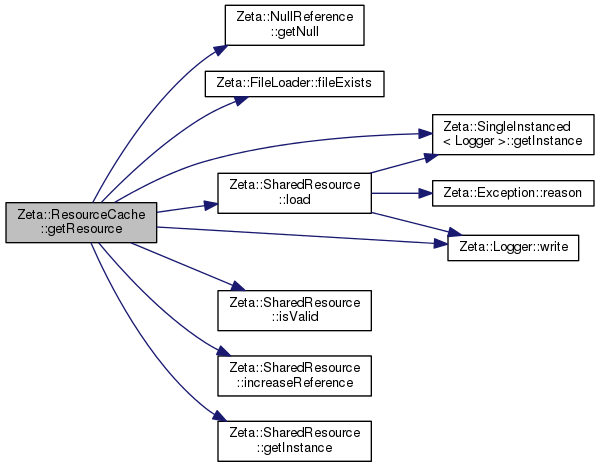 Zeta::NullReference
::getNull
Zeta::FileLoader::fileExists
Zeta::SingleInstanced
< Logger >::getInstance
Zeta::SharedResource
::load
Zeta::Exception::reason
Zeta::ResourceCache
::getResource
Zeta::Logger::write
Zeta::SharedResource
::isValid
Zeta::SharedResource
::increaseReference
Zeta::SharedResource
::getInstance